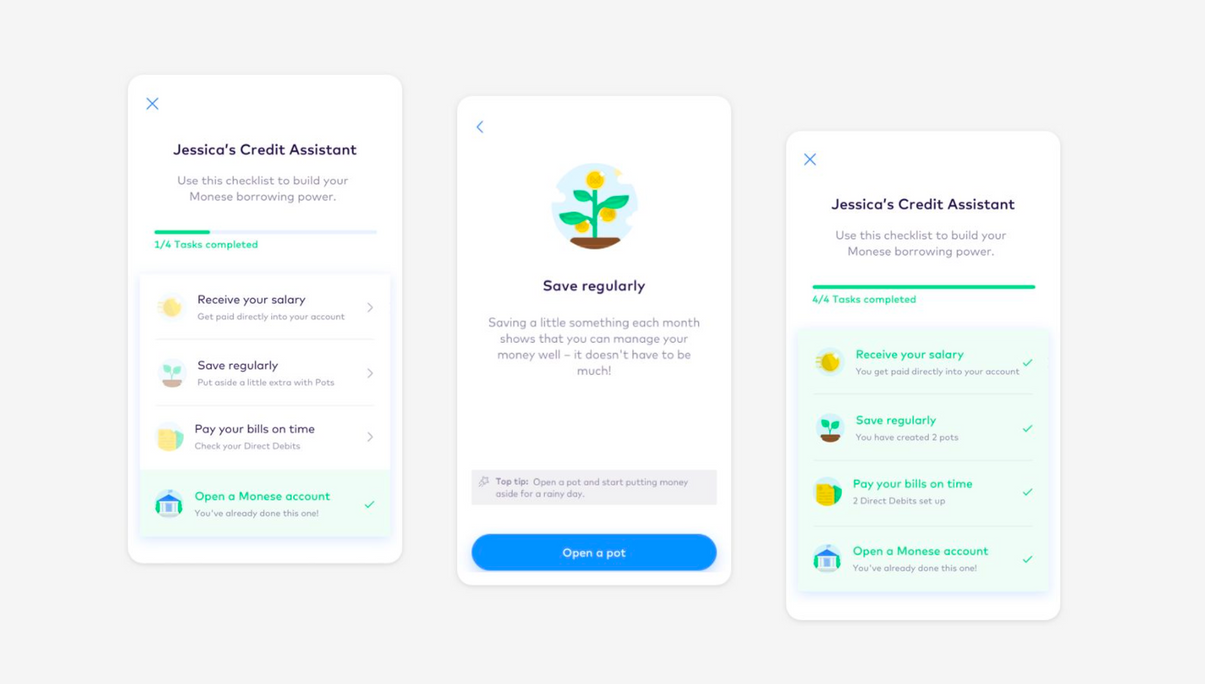 Jessica's Credit Assistant
Use this checklist to build your
Monese borrowing power.
1/4 Tasks completed
Receive your salary
Get paid directly into your account
Save regularly
Put aside a little extra with Pots
Pay your bills on time
Check your Direct Debits
Open a Monese account
You've already done this one!
Save regularly
Saving a little something each month
shows that you can manage your
money well – it doesn't have to be
much!
Top tip: Open a pot and start putting money
aside for a rainy day.
Open a pot
Jessica's Credit Assistant
Use this checklist to build your
Monese borrowing power.
4/4 Tasks completed
Receive your salary
You get paid directly into your account
Save regularly
You have created 2 pots
Pay your bills on time
2 Direct Debits set up
Open a Monese account
You've already done this one!